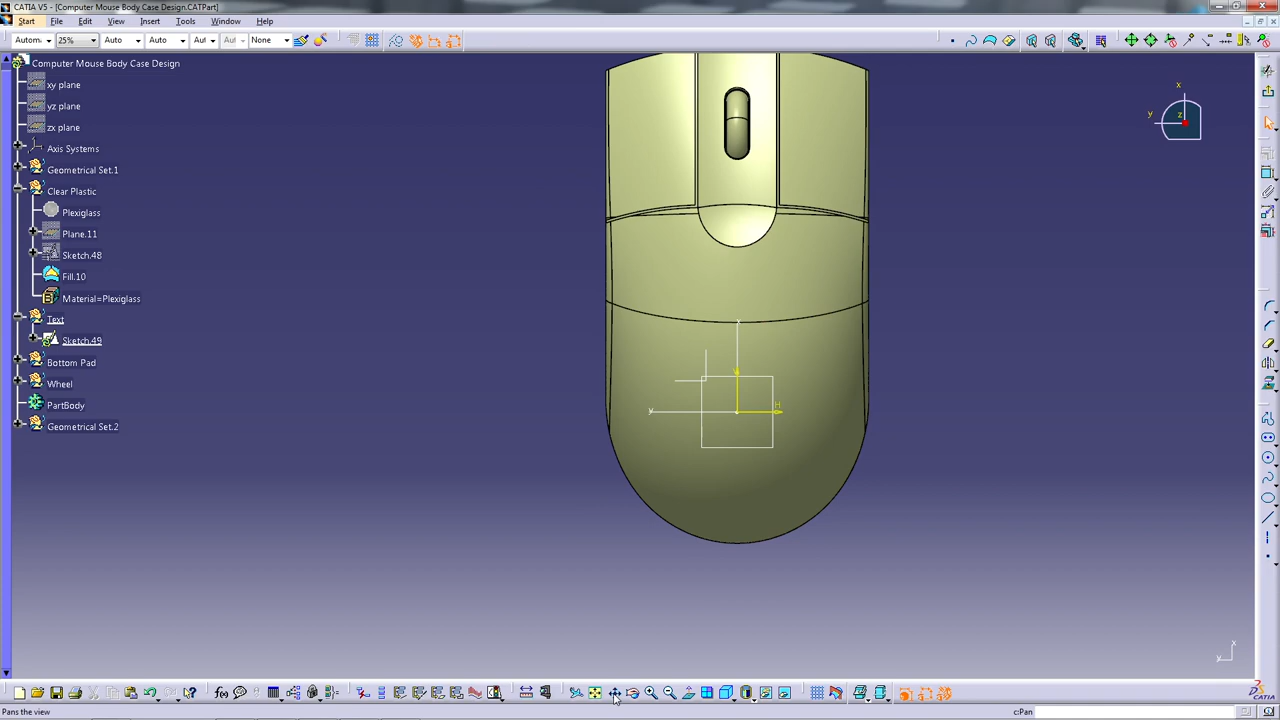 CATIA V5 - [Computer Mouse Body Case Design.CATPart]
Start File Edit View Insert Tools Window Help
Autom 25% Auto Auto Aut Aut None
Computer Mouse Body Case Design
xy plane
yz plane
zx plane
Axis Systems
Geometrical Set.1
Clear Plastic
Plexiglass
Plane.11
Sketch.48
Fill.10
Material=Plexiglass
Text
Sketch.49
Bottom Pad
Wheel
PartBody
Geometrical Set.2
x
y z
x
V
y H
x
y
f(x)
CATIA
Pans the view c:Pan